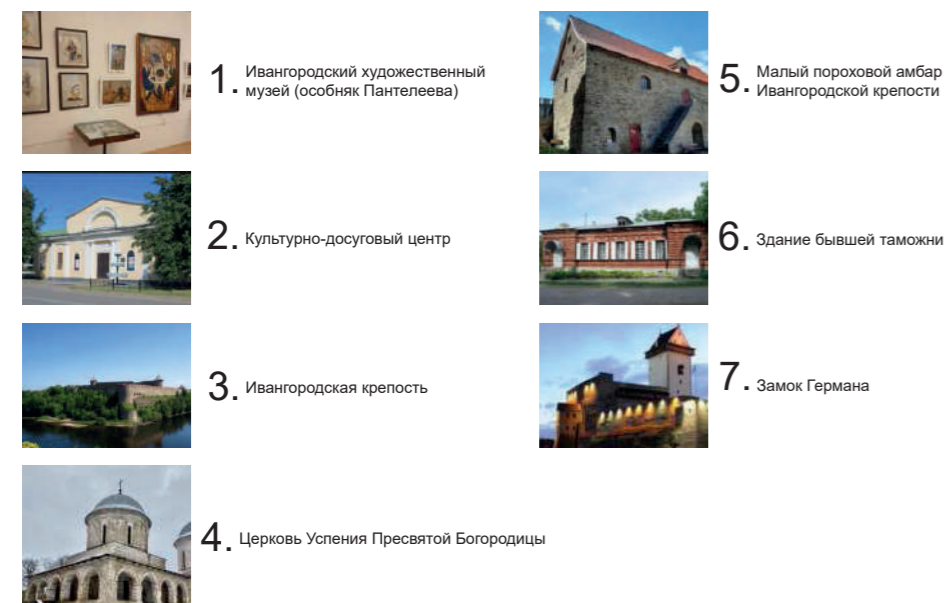 1. Ивангородский художественный
музей (особняк Пантелеева)
2. Культурно-досуговый центр
3. Ивангородская крепость
4. Церковь Успения Пресвятой Богородицы
5. Малый пороховой амбар
Ивангородской крепости
6. Здание бывшей таможни
7. Замок Германа